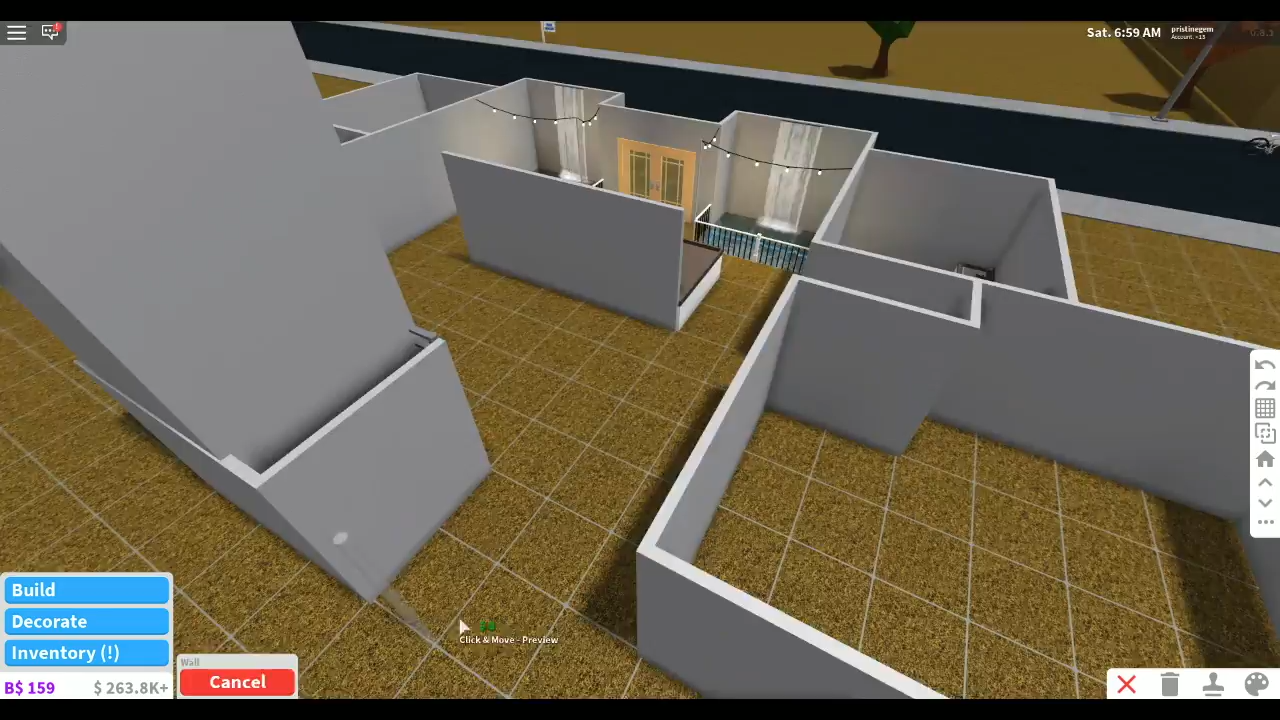 Sat. 6:59 AM
pristinegem
Build
Decorate
Click & Move - Preview
Inventory (!)
Wall
Cancel
B$ 159
$ 263.8K+